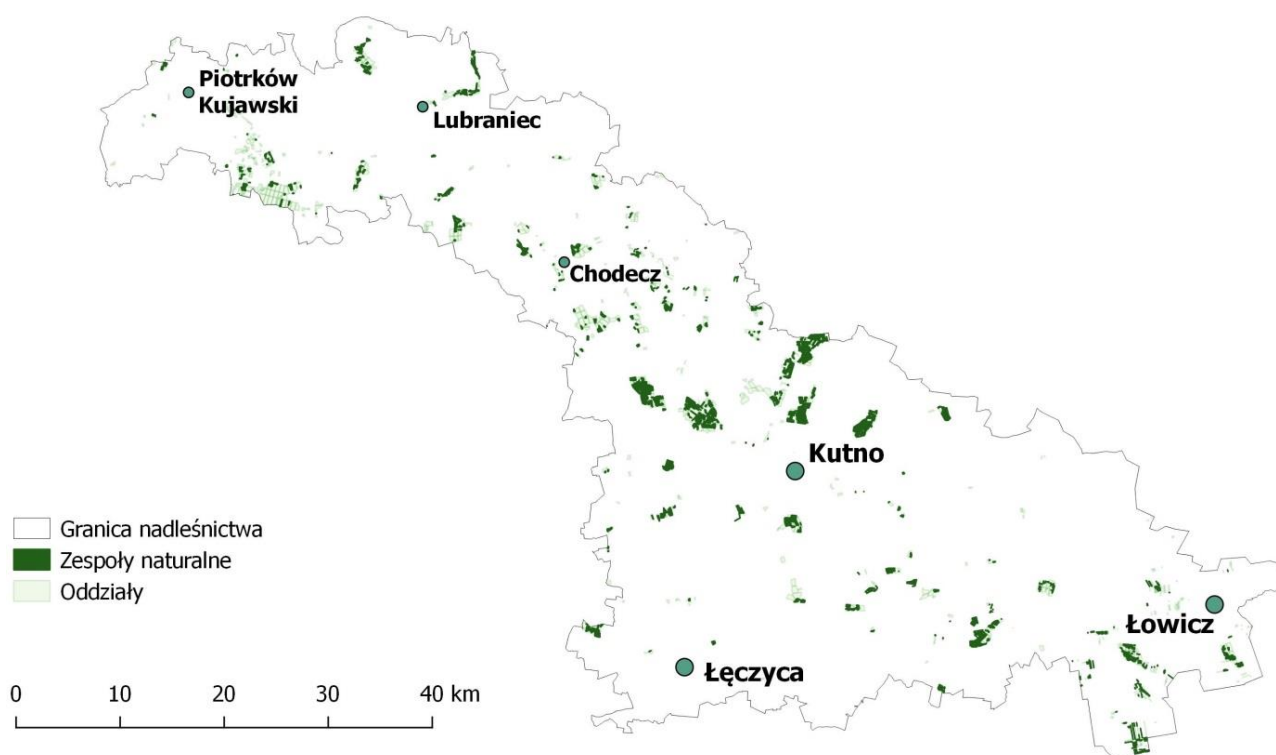 Piotrków
Kujawski
Lubraniec
Chodecz
Kutno
Granica nadleśnictwa
Zespoły naturalne
Oddziały
Łowicz
Łęczyca
0 10 20 30 40 km